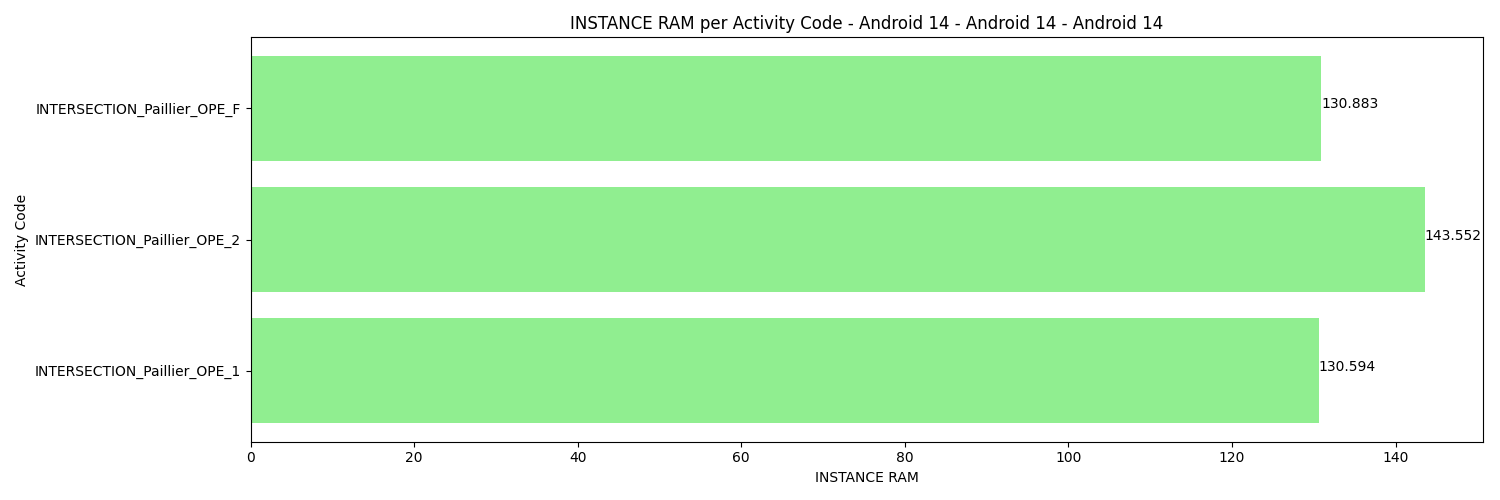 INSTANCE RAM per Activity Code - Android 14 - Android 14 - Android 14
INTERSECTION_Paillier_OPE_F
130.883
INTERSECTION_Paillier_OPE_2
143.552
INTERSECTION_Paillier_OPE_1
130.594
Activity Code
0 20 40 60 80 100 120 140
INSTANCE RAM